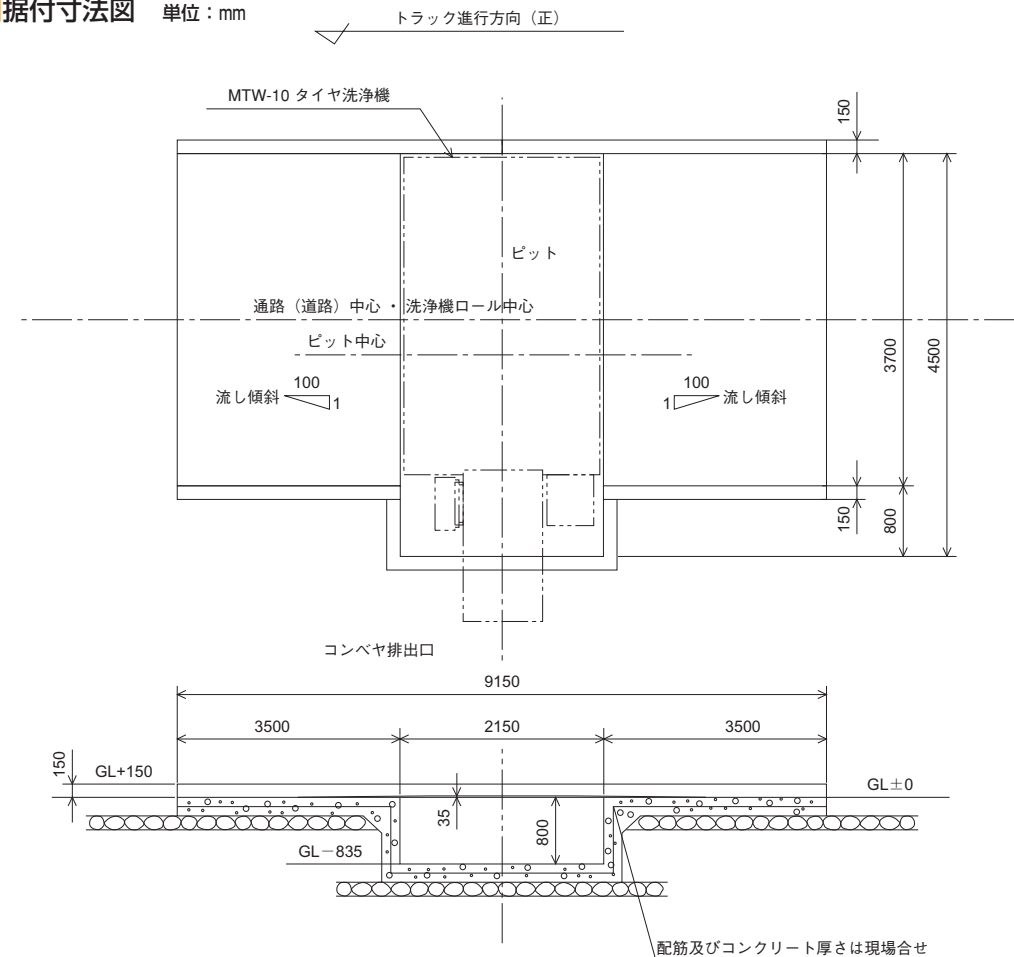 据付寸法図 単位：mm
トラック進行方向（正）
MTW-10 タイヤ洗浄機
150
ピット
通路（道路）中心 ・ 洗浄機ロール中心
ピット中心
3700
4500
流し傾斜
100
1
100
1
流し傾斜
150
800
コンベヤ排出口
9150
3500
2150
3500
150
GL+150
GL±0
35
800
GL－835
配筋及びコンクリート厚さは現場合せ